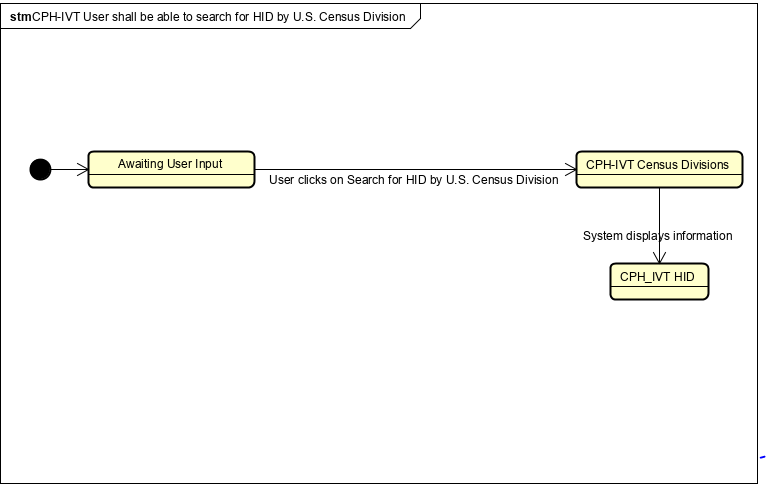 stmCPH-IVT User shall be able to search for HID by U.S. Census Division
Awaiting User Input
CPH-IVT Census Divisions
User clicks on Search for HID by U.S. Census Division
System displays information
CPH_IVT HID